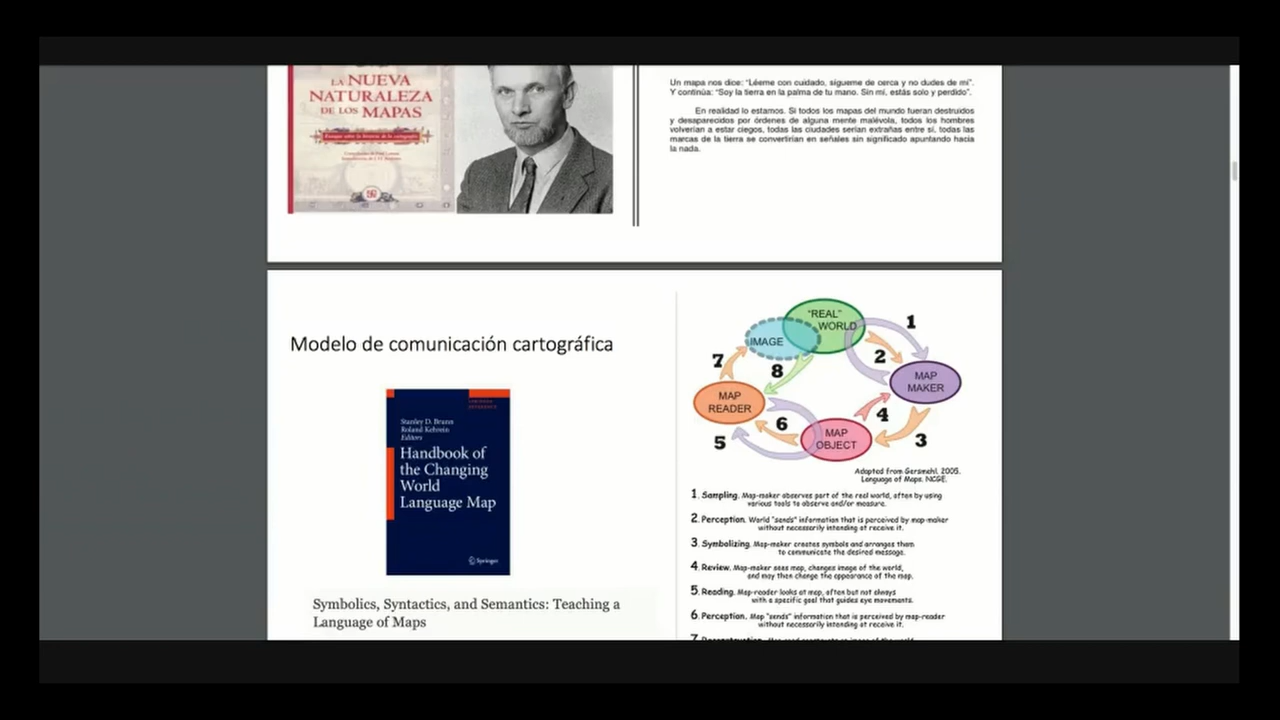 LA NUEVA
NATURALEZA
DE LOS MAPAS
Ensayos sobre la historia de la cartografía
Un mapa nos dice: “Léeme con cuidado, sígueme de cerca y no dudes de mí”.
Y continúa: “Soy la tierra en la palma de tu mano. Sin mí, estás solo y perdido”.
En realidad lo estamos. Si todos los mapas del mundo fueran destruidos
y desaparecidos por órdenes de alguna mente malévola, todos los hombres
volverían a estar ciegos, todas las ciudades serían extrañas entre sí, todas las
marcas de la tierra se convertirían en señales sin significado apuntando hacia
la nada.
Modelo de comunicación cartográfica
Stanley D. Brunn
Roland Kehrein
Editors
Handbook of
the Changing
World
Language Map
Springer
Symbolics, Syntactics, and Semantics: Teaching a
Language of Maps
“REAL”
WORLD
IMAGE
1
2
7
8
MAP
MAKER
MAP
READER
4
6
MAP
OBJECT
5
3
Adapted from Gersmehl, 2005.
Language of Maps. NCGE.
1. Sampling. Map-maker observes part of the real world, often by using
various tools to observe and/or measure.
2. Perception. World “sends” information that is perceived by map-maker
without necessarily intending at receive it.
3. Symbolizing. Map-maker creates symbols and arranges them
to communicate the desired message.
4. Review. Map-maker sees map, changes image of the world,
and may then change the appearance of the map.
5. Reading. Map-reader looks at map, often but not always
with a specific goal that guides eye movements.
6. Perception. Map “sends” information that is perceived by map-reader
without necessarily intending at receive it.